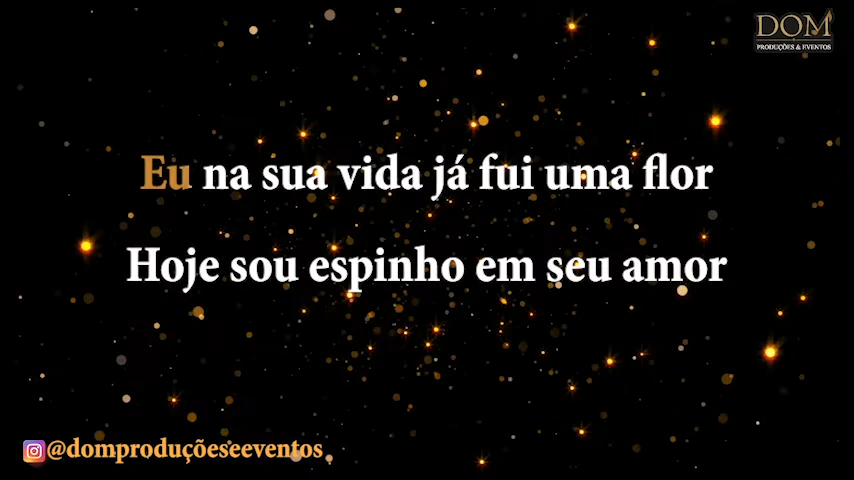 DOM
PRODUÇÕES & EVENTOS
Eu na sua vida já fui uma flor
Hoje sou espinho em seu amor
@domproduçõeseeventos